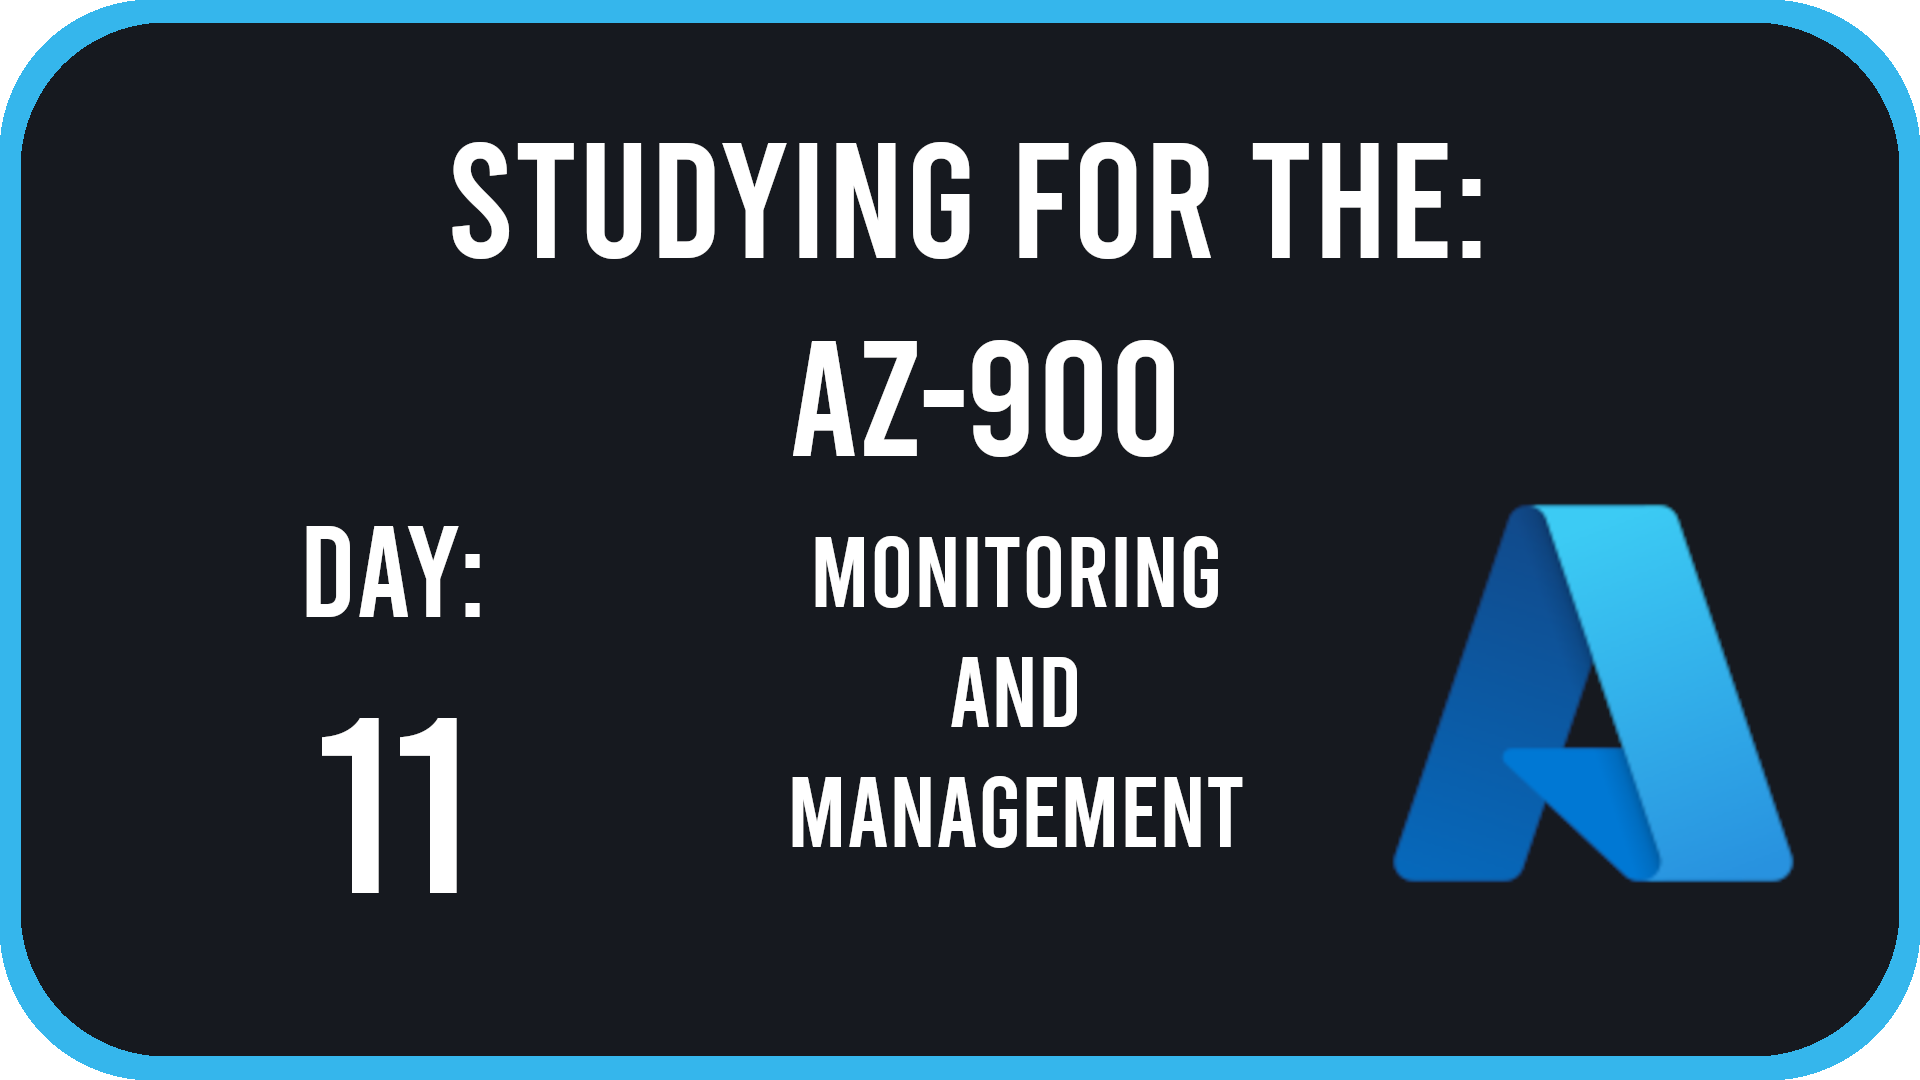 STUDYING FOR THE:
AZ-900
DAY:
11
MONITORING
AND
MANAGEMENT